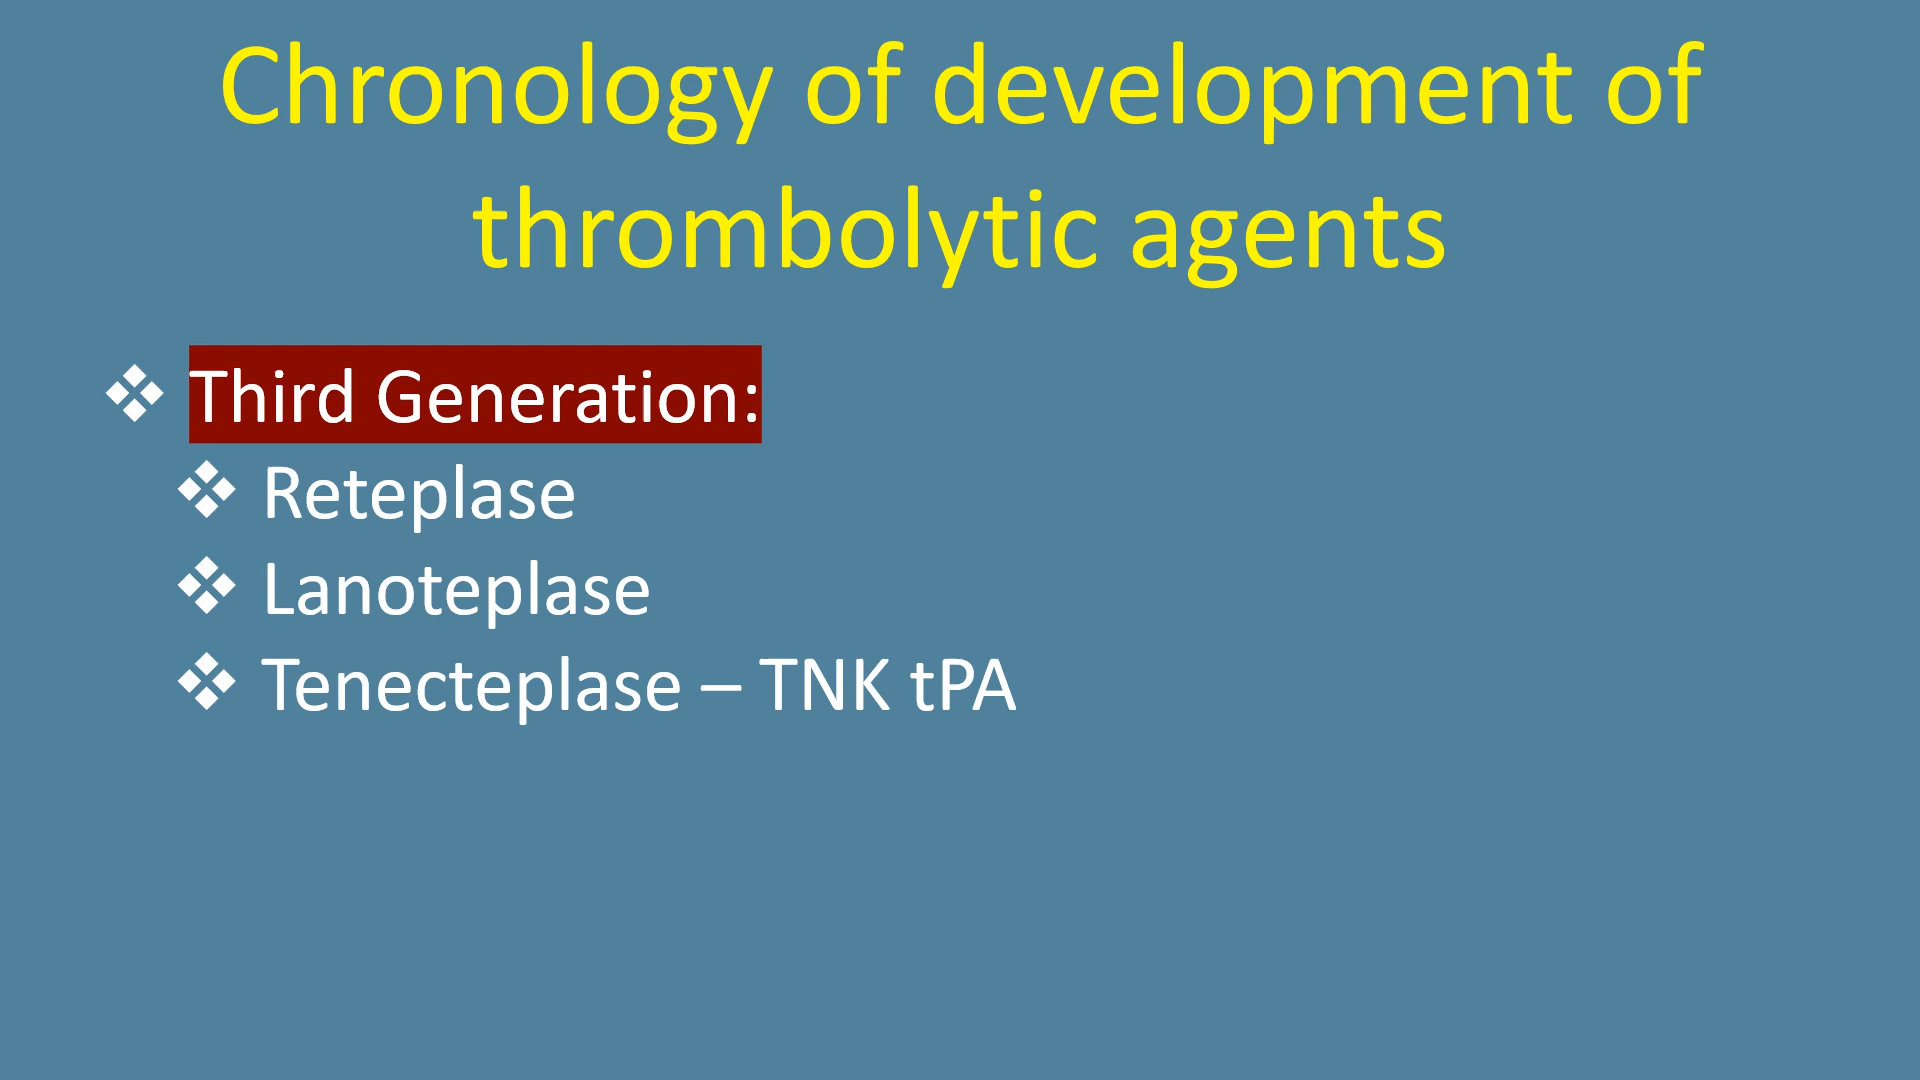 Chronology of development of
thrombolytic agents
❖ Third Generation:
❖ Reteplase
❖ Lanoteplase
❖ Tenecteplase – TNK tPA